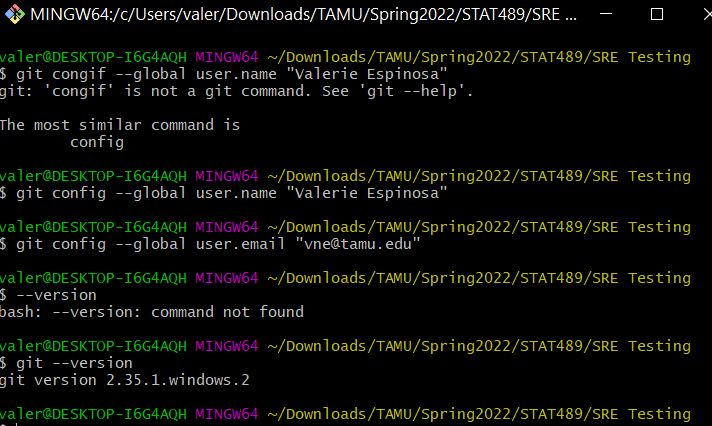 MINGW64:/c/Users/valer/Downloads/TAMU/Spring2022/STAT489/SRE ...
valer@DESKTOP-I6G4AQH MINGW64 ~/Downloads/TAMU/Spring2022/STAT489/SRE Testing
$ git congif --global user.name "Valerie Espinosa"
git: 'congif' is not a git command. See 'git --help'.
The most similar command is
config
valer@DESKTOP-I6G4AQH MINGW64 ~/Downloads/TAMU/Spring2022/STAT489/SRE Testing
$ git config --global user.name "Valerie Espinosa"
valer@DESKTOP-I6G4AQH MINGW64 ~/Downloads/TAMU/Spring2022/STAT489/SRE Testing
$ git config --global user.email "vne@tamu.edu"
valer@DESKTOP-I6G4AQH MINGW64 ~/Downloads/TAMU/Spring2022/STAT489/SRE Testing
$ --version
bash: --version: command not found
valer@DESKTOP-I6G4AQH MINGW64 ~/Downloads/TAMU/Spring2022/STAT489/SRE Testing
$ git --version
git version 2.35.1.windows.2
valer@DESKTOP-I6G4AQH MINGW64 ~/Downloads/TAMU/Spring2022/STAT489/SRE Testing